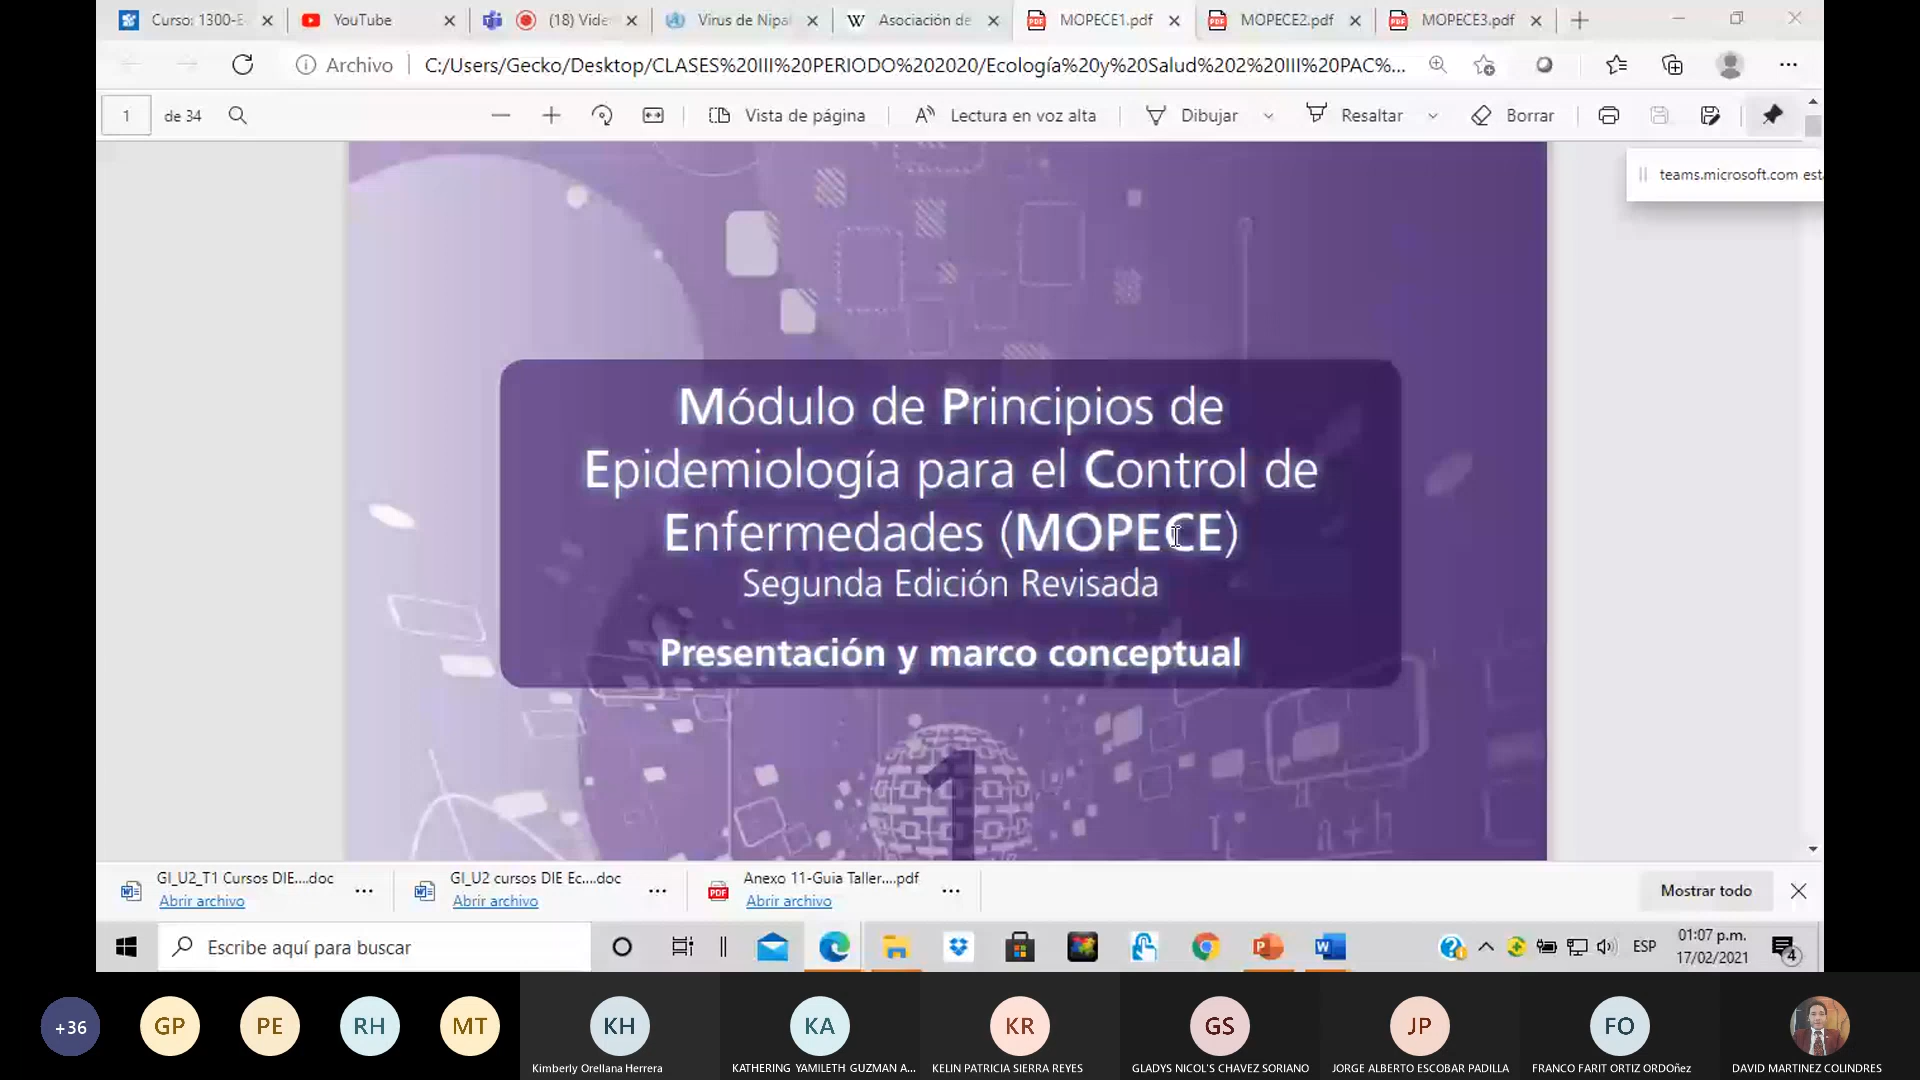 Curso: 1300-E
YouTube
(18) Vide
Virus de Nipa
Asociación de
MOPECE1.pdf
MOPECE2.pdf
MOPECE3.pdf
Archivo
C:/Users/Gecko/Desktop/CLASES%20III%20PERIODO%202020/Ecología%20y%20Salud%202%20III%20PAC%...
1
de 34
Vista de página
Lectura en voz alta
Dibujar
Resaltar
Borrar
teams.microsoft.com est
Módulo de Principios de
Epidemiología para el Control de
Enfermedades (MOPECE)
Segunda Edición Revisada
Presentación y marco conceptual
1
GI_U2_T1 Cursos DIE....doc
Abrir archivo
GI_U2 cursos DIE Ec....doc
Abrir archivo
Anexo 11-Guia Taller....pdf
Abrir archivo
Mostrar todo
Escribe aquí para buscar
ESP
01:07 p.m.
17/02/2021
4
+36
GP
PE
RH
MT
KH
KA
KR
GS
JP
FO
Kimberly Orellana Herrera
KATHERING YAMILETH GUZMAN A...
KELIN PATRICIA SIERRA REYES
GLADYS NICOL'S CHAVEZ SORIANO
JORGE ALBERTO ESCOBAR PADILLA
FRANCO FARIT ORTIZ ORDOñez
DAVID MARTINEZ COLINDRES